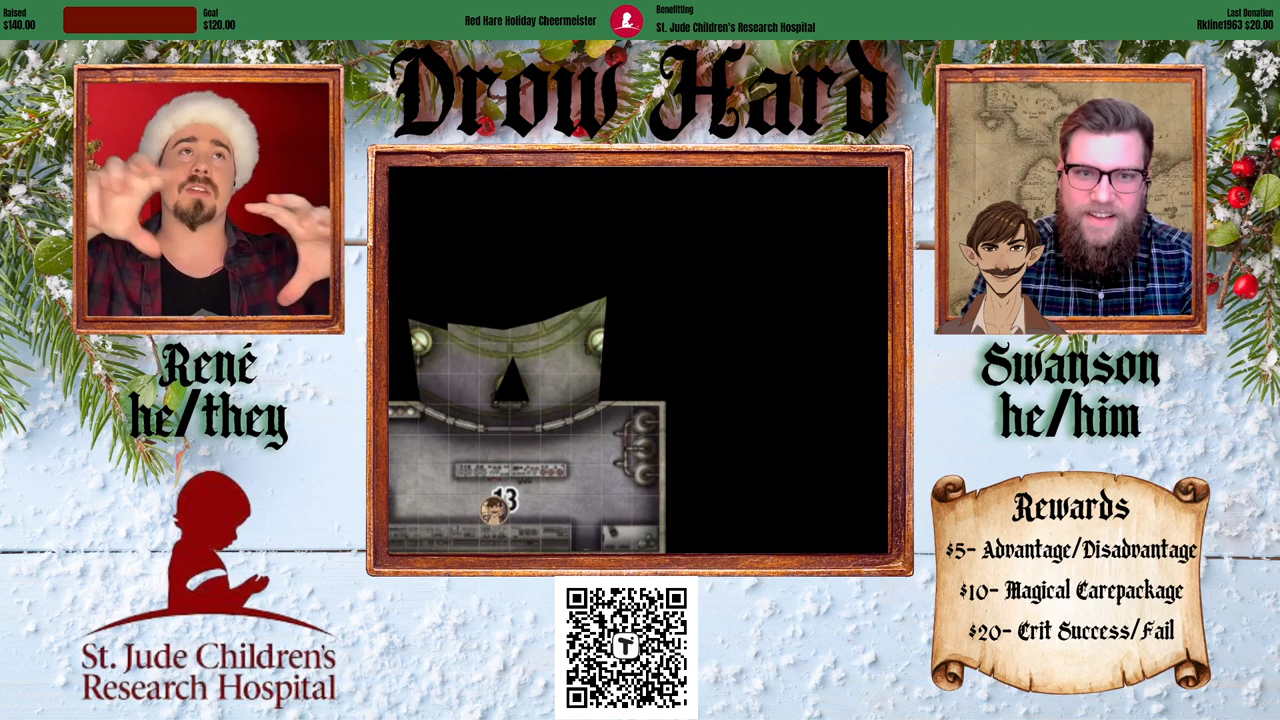 Raised
$140.00
Goal
$120.00
Red Hare Holiday Cheermeister
Benefitting
St. Jude Children's Research Hospital
Last Donation
Rkline1963 $20.00
Drow Hard
René
he/they
Swanson
he/him
13
St. Jude Children's
Research Hospital
T
Rewards
$5- Advantage/Disadvantage
$10- Magical Carepackage
$20- Crit Success/Fail